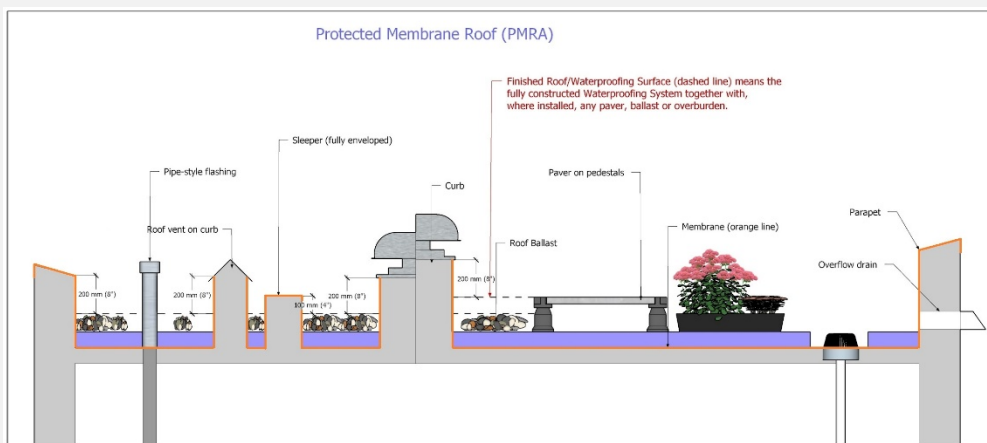 Protected Membrane Roof (PMRA)
Finished Roof/Waterproofing Surface (dashed line) means the
fully constructed Waterproofing System together with,
where installed, any paver, ballast or overburden.
Sleeper (fully enveloped)
Pipe-style flashing
Curb
Paver on pedestals
Roof vent on curb
Roof Ballast
Membrane (orange line)
Parapet
Overflow drain
200 mm (8")
200 mm (8")
100 mm (4")
200 mm (8")
200 mm (8")